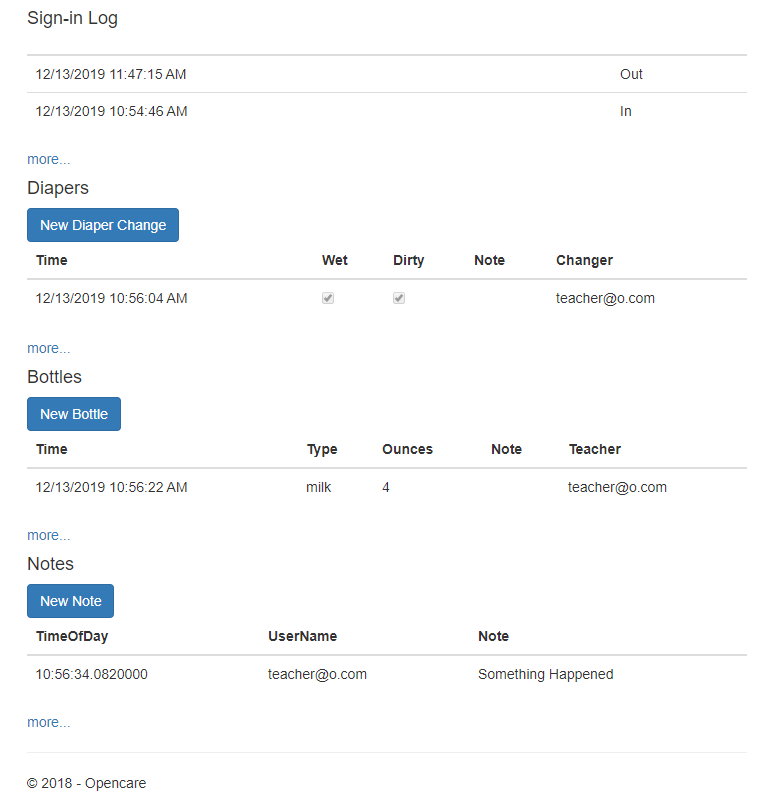 Sign-in Log
12/13/2019 11:47:15 AM Out
12/13/2019 10:54:46 AM In
more...
Diapers
New Diaper Change
Time Wet Dirty Note Changer
12/13/2019 10:56:04 AM teacher@o.com
more...
Bottles
New Bottle
Time Type Ounces Note Teacher
12/13/2019 10:56:22 AM milk 4 teacher@o.com
more...
Notes
New Note
TimeOfDay UserName Note
10:56:34.0820000 teacher@o.com Something Happened
more...
© 2018 - Opencare